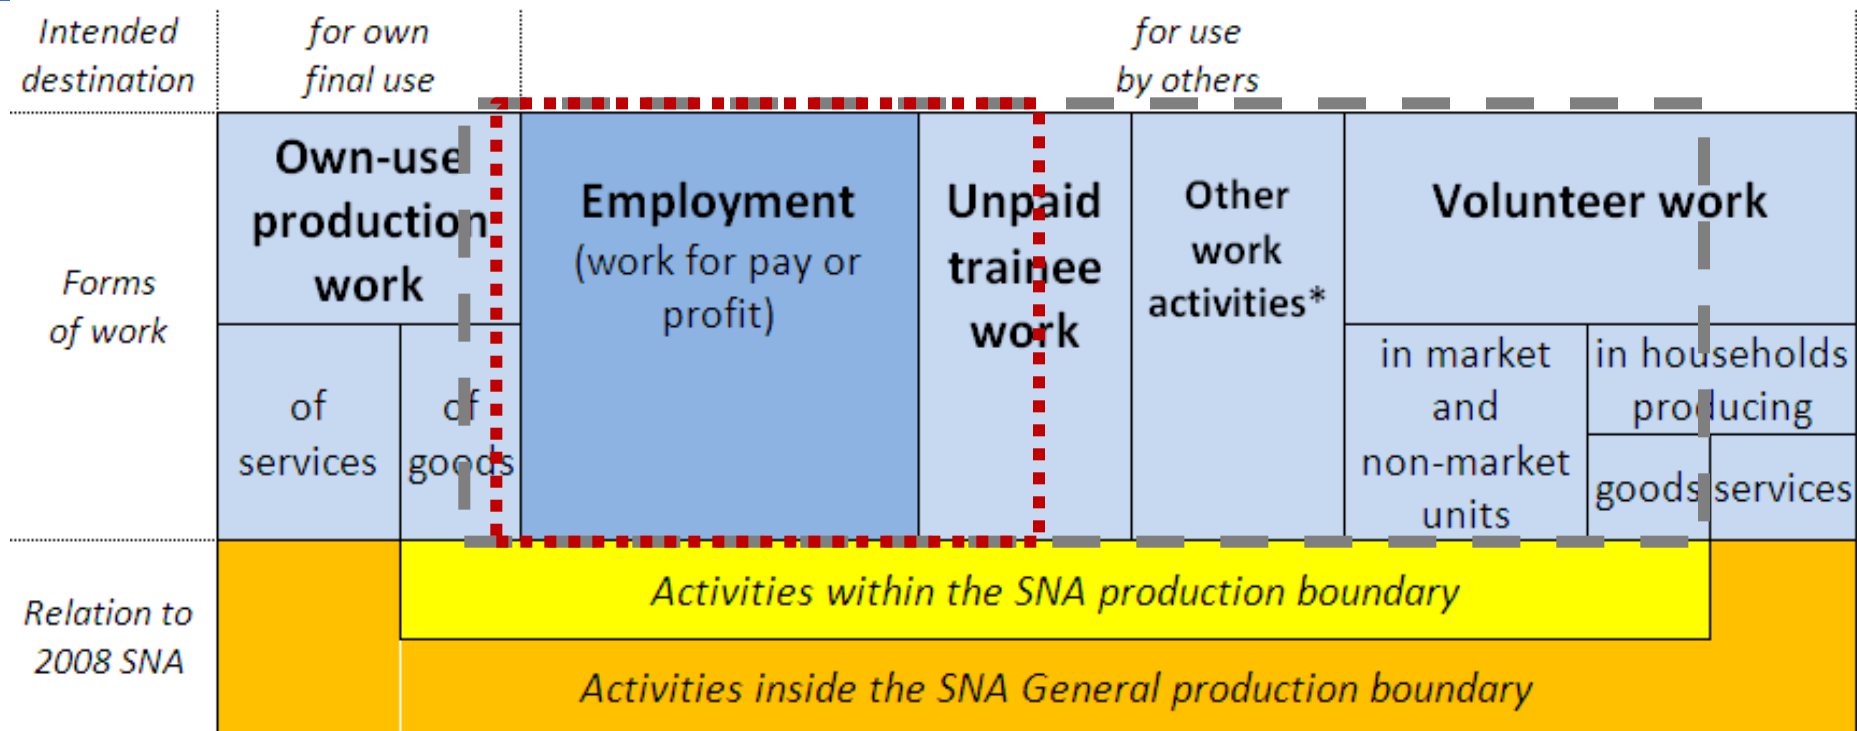 Intended
destination
for own
final use
for use
by others
Forms
of work
Own-use
production
work
of
services
of
goods
Employment
(work for pay or
profit)
Unpaid
trainee
work
Other
work
activities*
Volunteer work
in market
and
non-market
units
in households
producing
goods
services
Relation to
2008 SNA
Activities within the SNA production boundary
Activities inside the SNA General production boundary